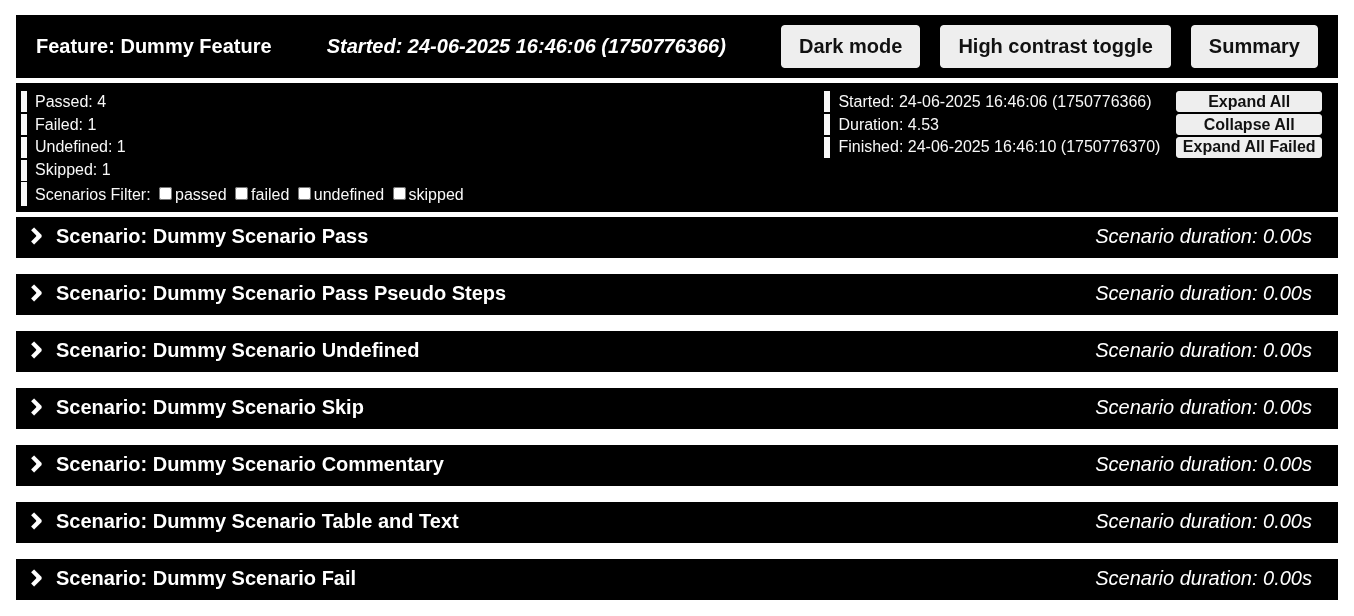 Feature: Dummy Feature Started: 24-06-2025 16:46:06 (1750776366) Dark mode High contrast toggle Summary
Passed: 4 Started: 24-06-2025 16:46:06 (1750776366) Expand All
Failed: 1 Duration: 4.53 Collapse All
Undefined: 1 Finished: 24-06-2025 16:46:10 (1750776370) Expand All Failed
Skipped: 1
Scenarios Filter: passed failed undefined skipped
Scenario: Dummy Scenario Pass Scenario duration: 0.00s
Scenario: Dummy Scenario Pass Pseudo Steps Scenario duration: 0.00s
Scenario: Dummy Scenario Undefined Scenario duration: 0.00s
Scenario: Dummy Scenario Skip Scenario duration: 0.00s
Scenario: Dummy Scenario Commentary Scenario duration: 0.00s
Scenario: Dummy Scenario Table and Text Scenario duration: 0.00s
Scenario: Dummy Scenario Fail Scenario duration: 0.00s